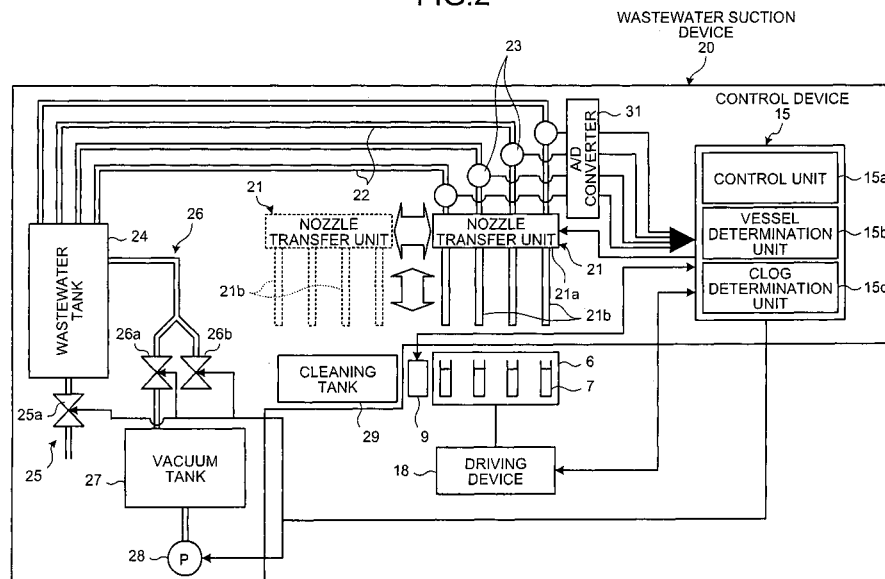 FIG.2
WASTEWATER SUCTION
DEVICE
20
23
31
A/D
CONVERTER
CONTROL DEVICE
15
CONTROL UNIT
15a
VESSEL
DETERMINATION
UNIT
15b
CLOG
DETERMINATION
UNIT
15c
22
21
NOZZLE
TRANSFER UNIT
NOZZLE
TRANSFER UNIT
21
21a
21b
21b
24
26
WASTEWATER
TANK
26a
26b
25a
25
CLEANING
TANK
29
9
6
7
VACUUM
TANK
27
18
DRIVING
DEVICE
28
P